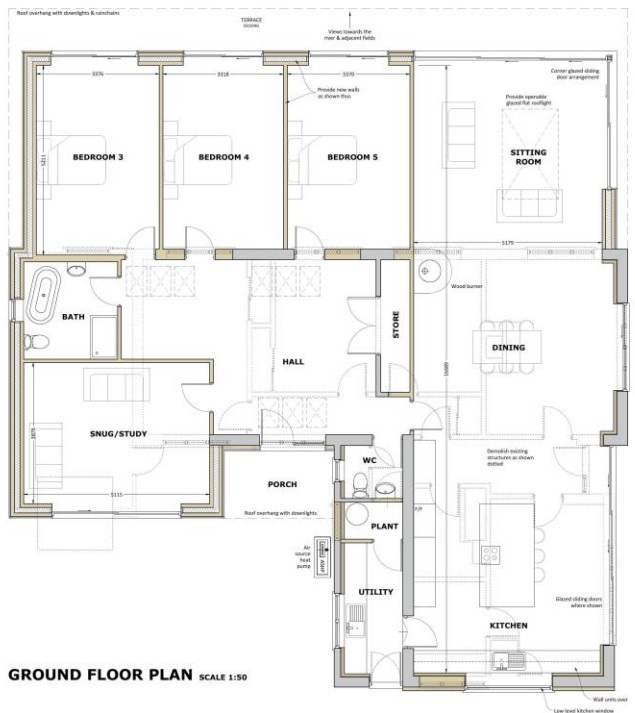 Roof overhang with downlights & rainchains
TERRACE
DECKING
Views towards the
river & adjacent fields
3376
3318
3370
Corner glazed sliding
door arrangement
Provide new walls
as shown thus
Provide openable
glazed flat rooflight
BEDROOM 3
BEDROOM 4
BEDROOM 5
SITTING
ROOM
5179
Wood burner
BATH
STORE
DINING
HALL
SNUG/STUDY
5115
WC
Demolish existing
structures as shown
dotted
PORCH
F/F
Roof overhang with downlights
PLANT
Air
source
heat
pump
ASHP
UTILITY
Glazed sliding doors
where shown
KITCHEN
GROUND FLOOR PLAN SCALE 1:50
Wall units over
Low level kitchen window